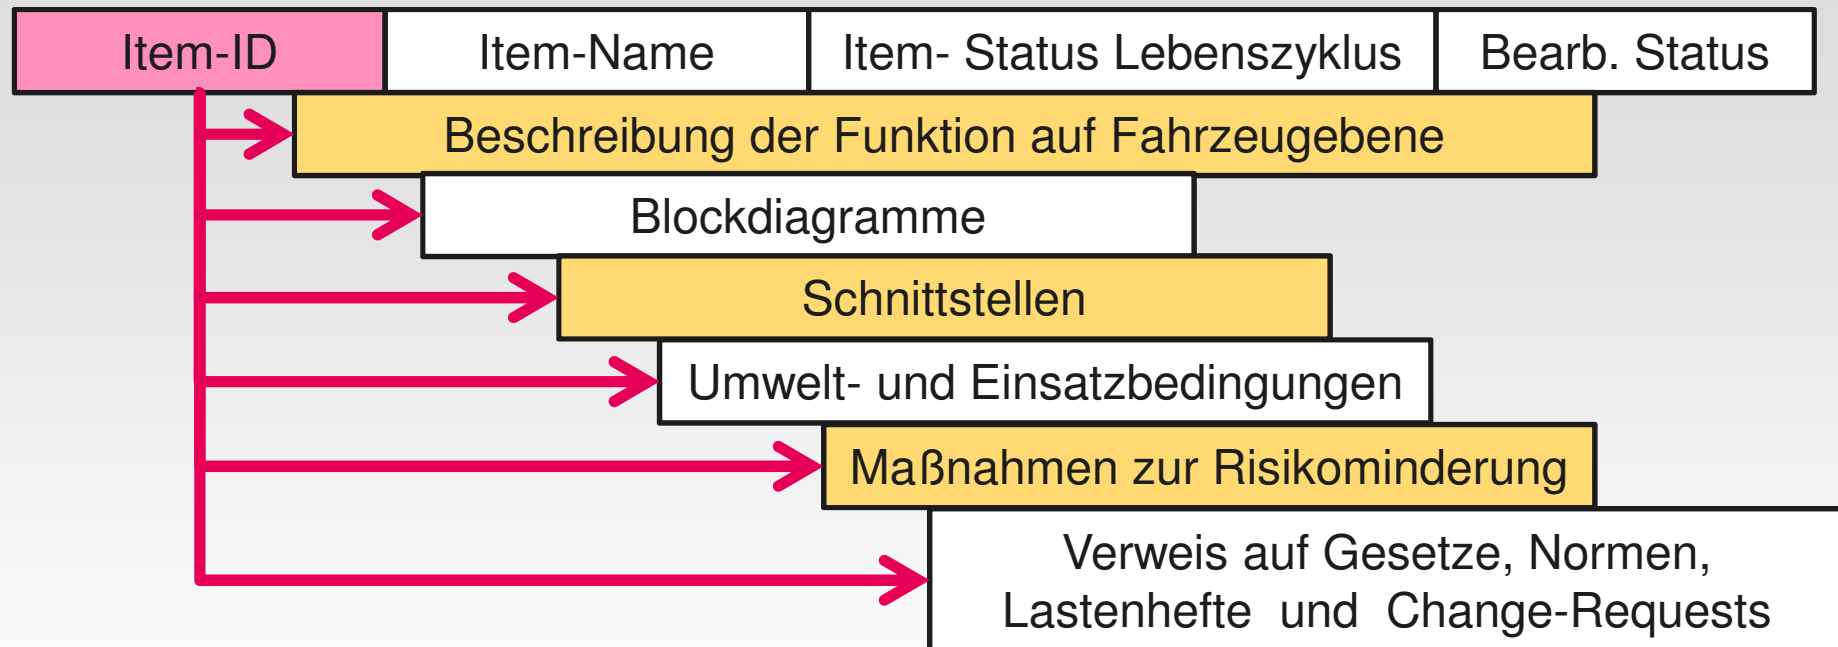 Item-ID Item-Name Item- Status Lebenszyklus Bearb. Status
Beschreibung der Funktion auf Fahrzeugebene
Blockdiagramme
Schnittstellen
Umwelt- und Einsatzbedingungen
Maßnahmen zur Risikominderung
Verweis auf Gesetze, Normen,
Lastenhefte und Change-Requests